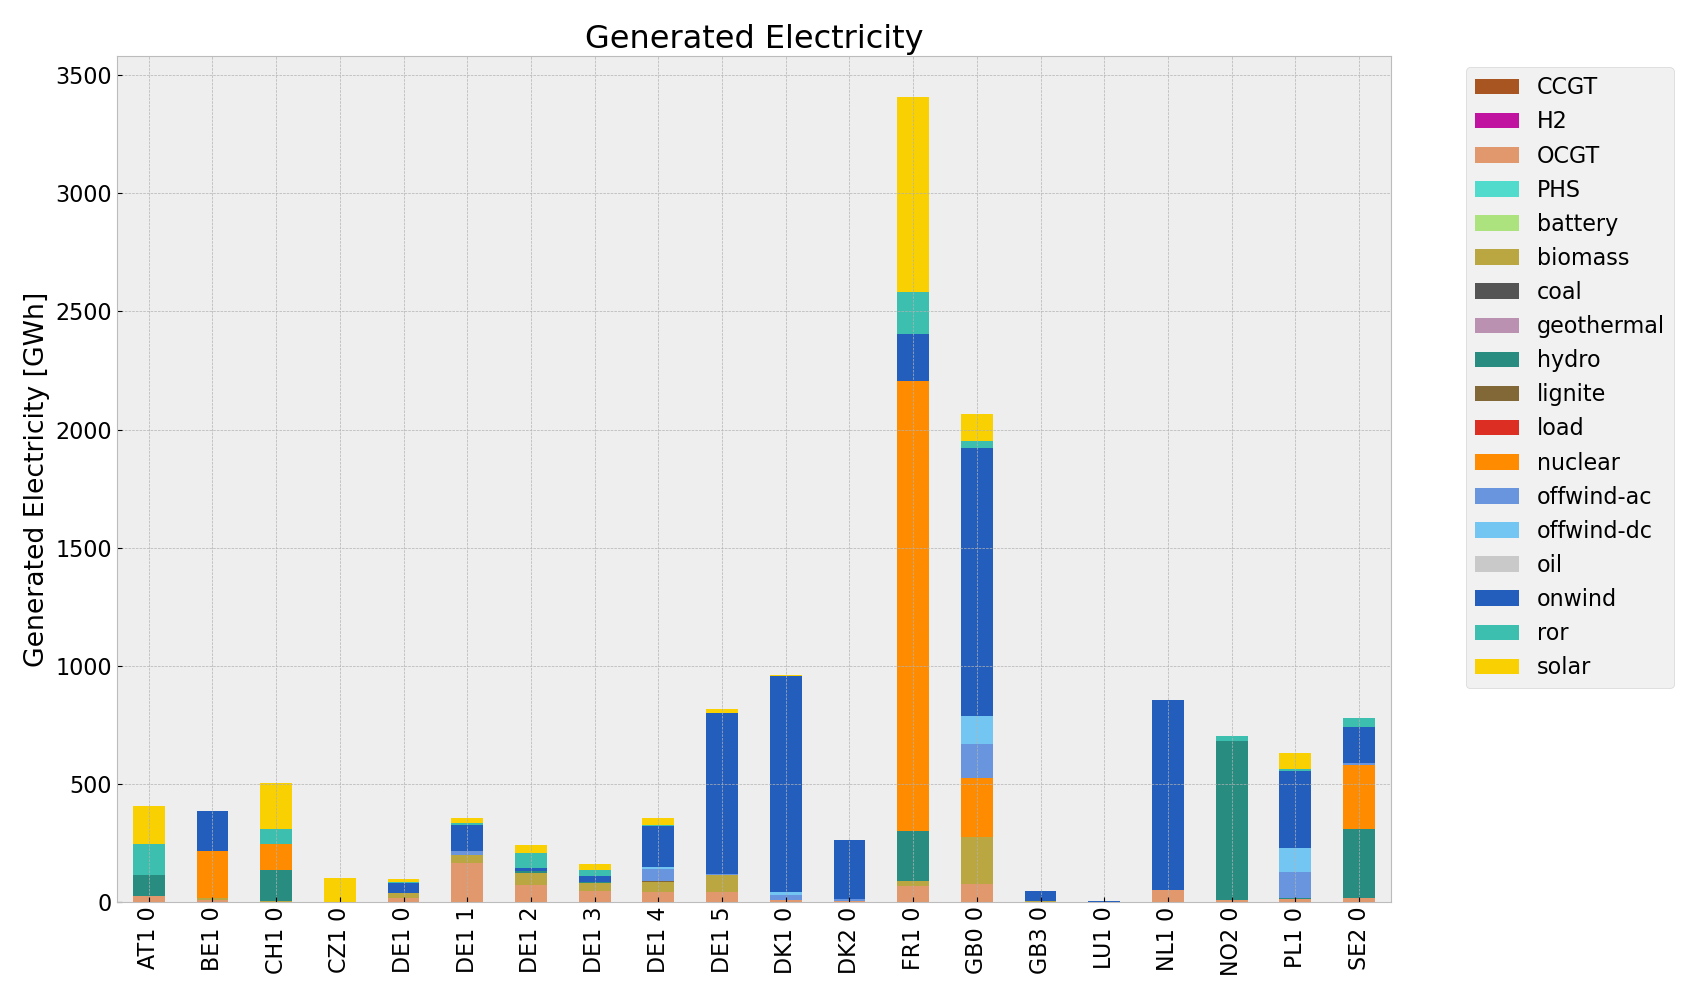 Generated Electricity
Generated Electricity [GWh]
3500
3000
2500
2000
1500
1000
500
0
AT1 0
BE1 0
CH1 0
CZ1 0
DE1 0
DE1 1
DE1 2
DE1 3
DE1 4
DE1 5
DK1 0
DK2 0
FR1 0
GB0 0
GB3 0
LU1 0
NL1 0
NO2 0
PL1 0
SE2 0
CCGT
H2
OCGT
PHS
battery
biomass
coal
geothermal
hydro
lignite
load
nuclear
offwind-ac
offwind-dc
oil
onwind
ror
solar